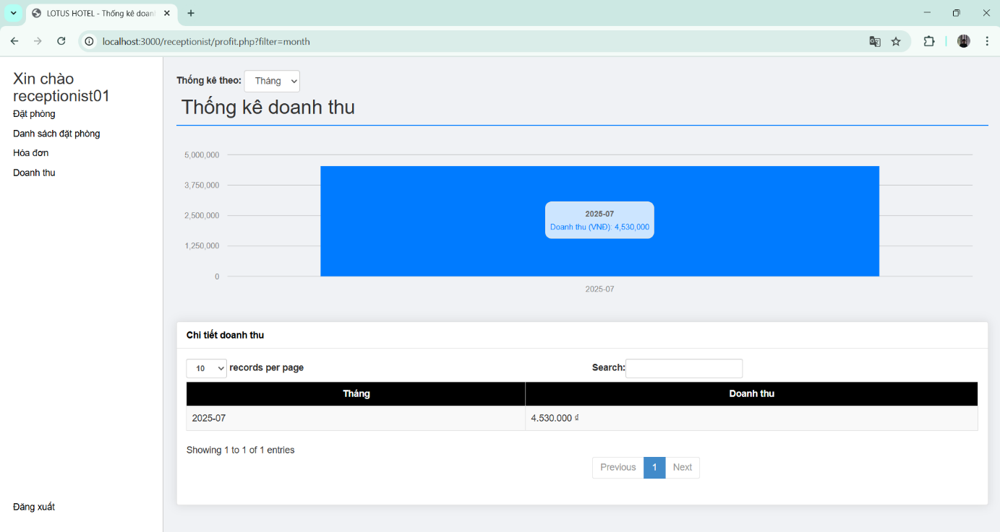 LOTUS HOTEL - Thống kê doan
localhost:3000/receptionist/profit.php?filter=month
Xin chào
receptionist01
Đặt phòng
Danh sách đặt phòng
Hóa đơn
Doanh thu
Đăng xuất
Thống kê theo: Tháng
Thống kê doanh thu
5,000,000
3,750,000
2,500,000
1,250,000
0
2025-07
Doanh thu (VNĐ): 4,530,000
2025-07
Chi tiết doanh thu
10 records per page
Search:
Tháng Doanh thu
2025-07 4.530.000 ₫
Showing 1 to 1 of 1 entries
Previous 1 Next